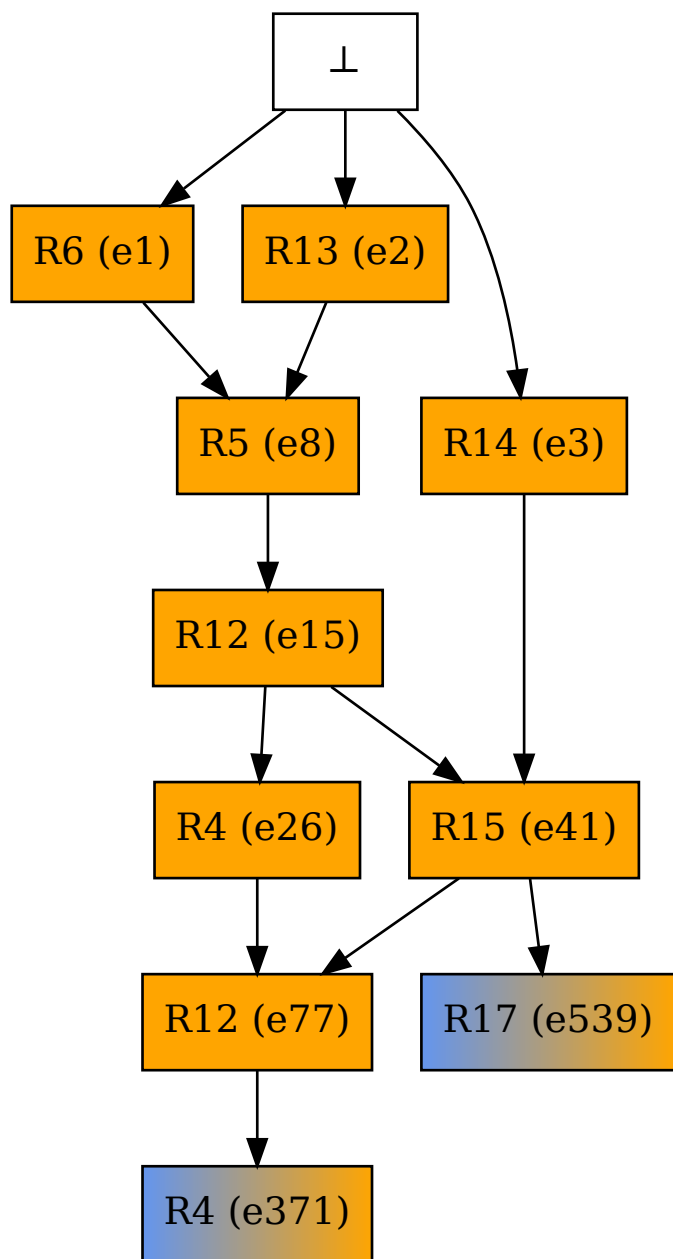 ⊥
R6 (e1)
R13 (e2)
R5 (e8)
R14 (e3)
R12 (e15)
R4 (e26)
R15 (e41)
R12 (e77)
R17 (e539)
R4 (e371)